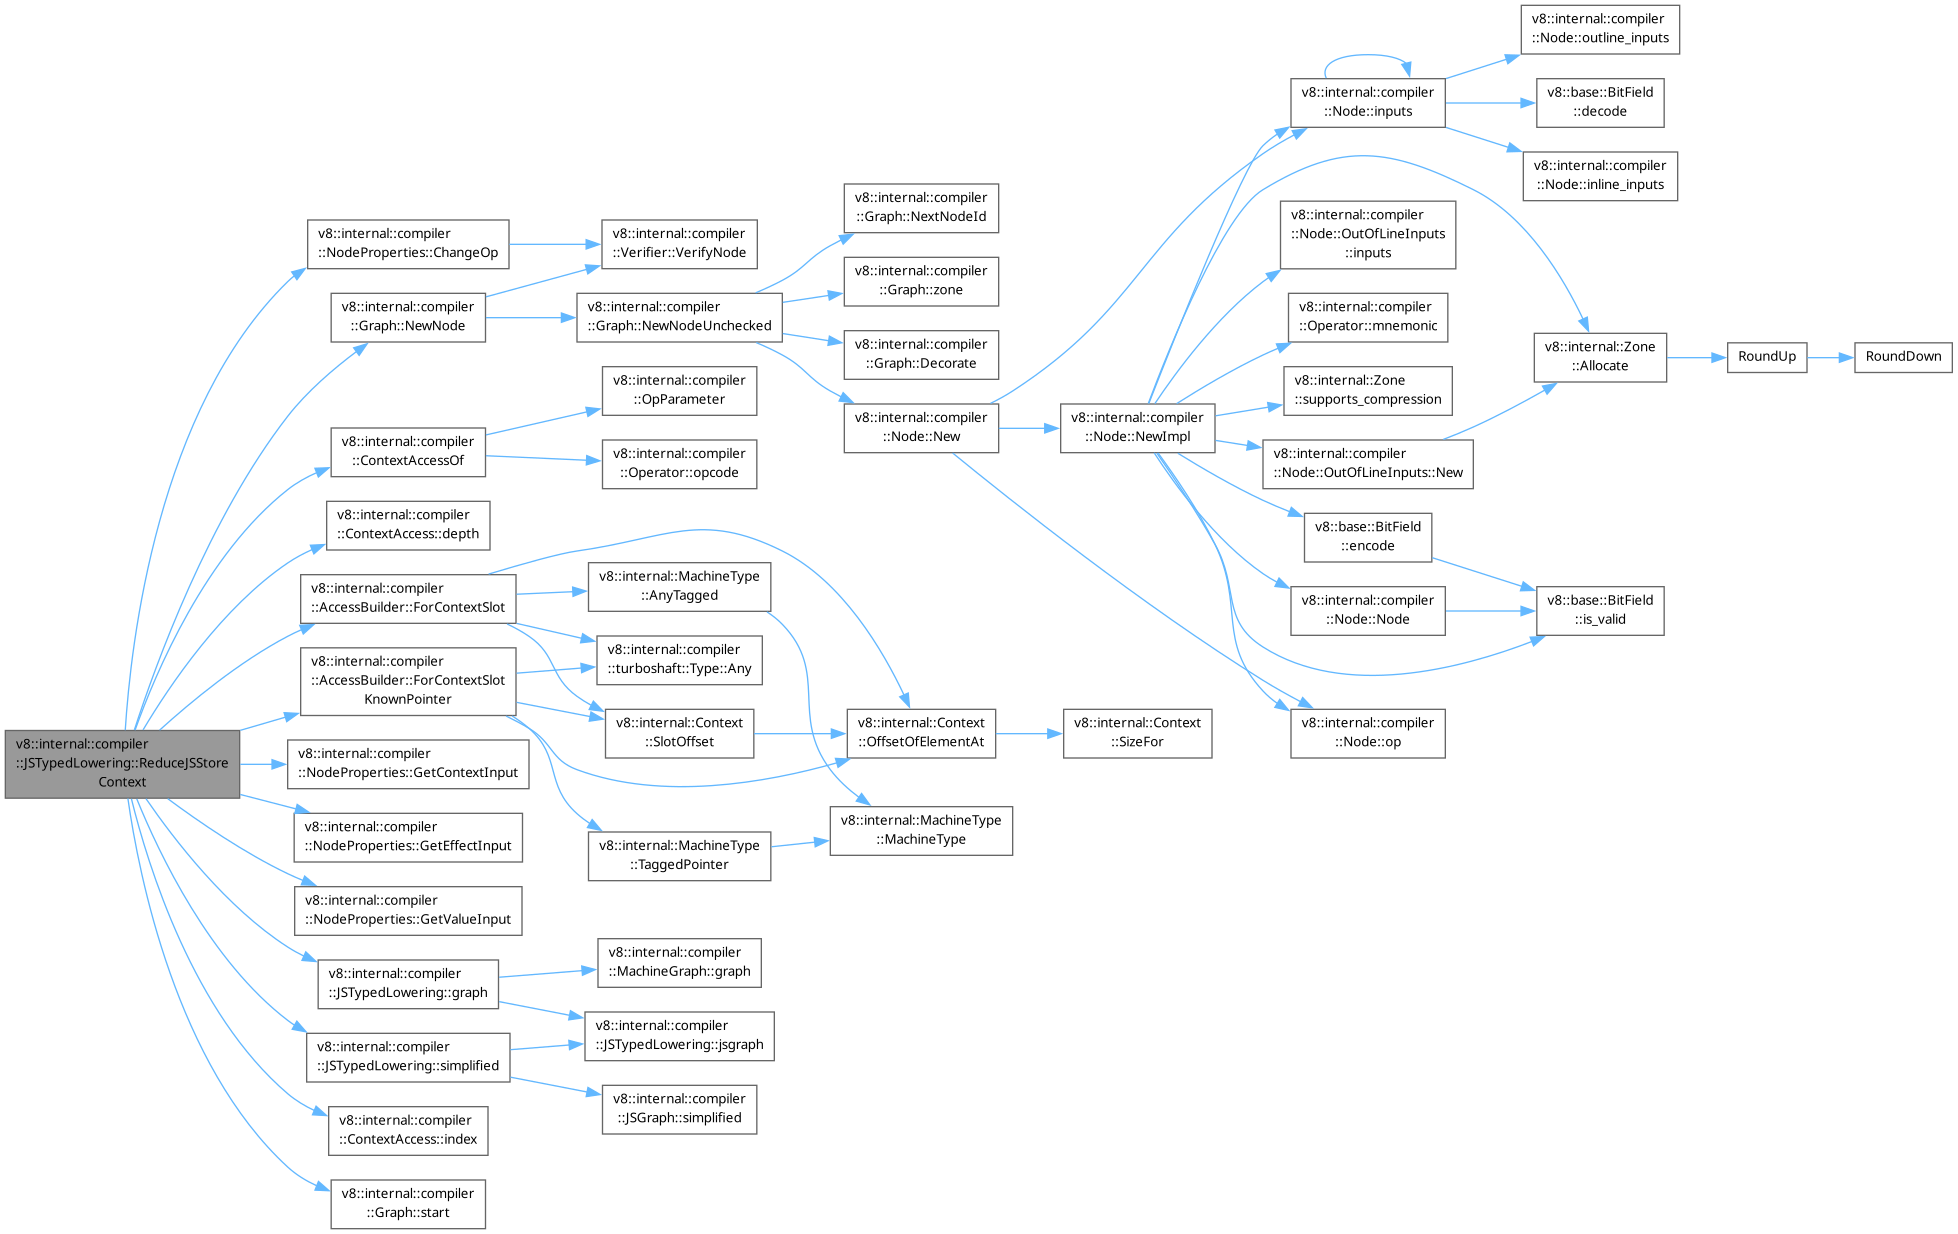 v8::internal::compiler
::JSTypedLowering::ReduceJSStore
Context
v8::internal::compiler
::NodeProperties::ChangeOp
v8::internal::compiler
::Graph::NewNode
v8::internal::compiler
::ContextAccessOf
v8::internal::compiler
::ContextAccess::depth
v8::internal::compiler
::AccessBuilder::ForContextSlot
v8::internal::compiler
::AccessBuilder::ForContextSlot
KnownPointer
v8::internal::compiler
::NodeProperties::GetContextInput
v8::internal::compiler
::NodeProperties::GetEffectInput
v8::internal::compiler
::NodeProperties::GetValueInput
v8::internal::compiler
::JSTypedLowering::graph
v8::internal::compiler
::JSTypedLowering::simplified
v8::internal::compiler
::ContextAccess::index
v8::internal::compiler
::Graph::start
v8::internal::compiler
::Verifier::VerifyNode
v8::internal::compiler
::Graph::NewNodeUnchecked
v8::internal::compiler
::OpParameter
v8::internal::compiler
::Operator::opcode
v8::internal::MachineType
::AnyTagged
v8::internal::compiler
::turboshaft::Type::Any
v8::internal::Context
::SlotOffset
v8::internal::MachineType
::TaggedPointer
v8::internal::compiler
::MachineGraph::graph
v8::internal::compiler
::JSTypedLowering::jsgraph
v8::internal::compiler
::JSGraph::simplified
v8::internal::compiler
::Graph::NextNodeId
v8::internal::compiler
::Graph::zone
v8::internal::compiler
::Graph::Decorate
v8::internal::compiler
::Node::New
v8::internal::Context
::OffsetOfElementAt
v8::internal::MachineType
::MachineType
v8::internal::compiler
::Node::NewImpl
v8::internal::Context
::SizeFor
v8::internal::compiler
::Node::inputs
v8::internal::compiler
::Node::OutOfLineInputs
::inputs
v8::internal::compiler
::Operator::mnemonic
v8::internal::Zone
::supports_compression
v8::internal::compiler
::Node::OutOfLineInputs::New
v8::base::BitField
::encode
v8::internal::compiler
::Node::Node
v8::internal::compiler
::Node::op
v8::internal::compiler
::Node::outline_inputs
v8::base::BitField
::decode
v8::internal::compiler
::Node::inline_inputs
v8::internal::Zone
::Allocate
v8::base::BitField
::is_valid
RoundUp
RoundDown